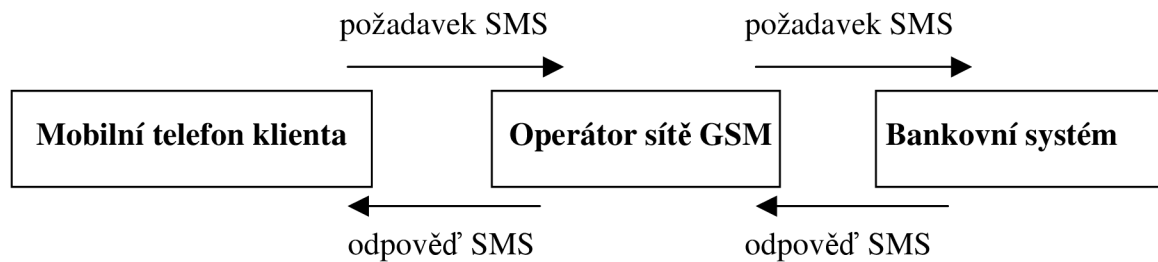 požadavek SMS požadavek SMS
Mobilní telefon klienta Operátor sítě GSM Bankovní systém
odpověď SMS odpověď SMS